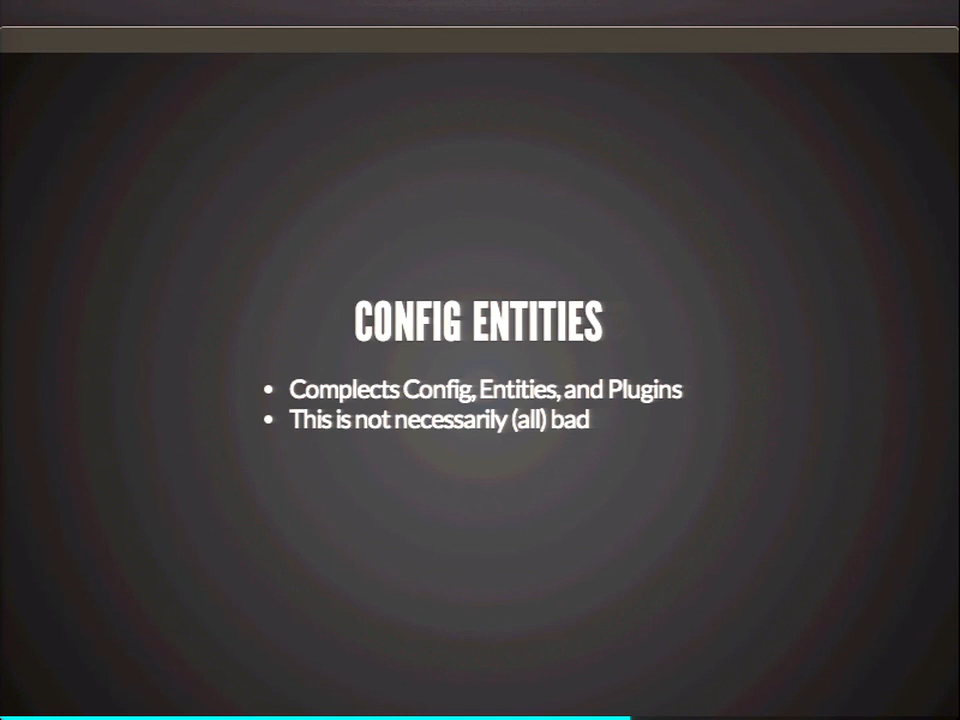 CONFIG ENTITIES
• Complects Config, Entities, and Plugins
• This is not necessarily (all) bad